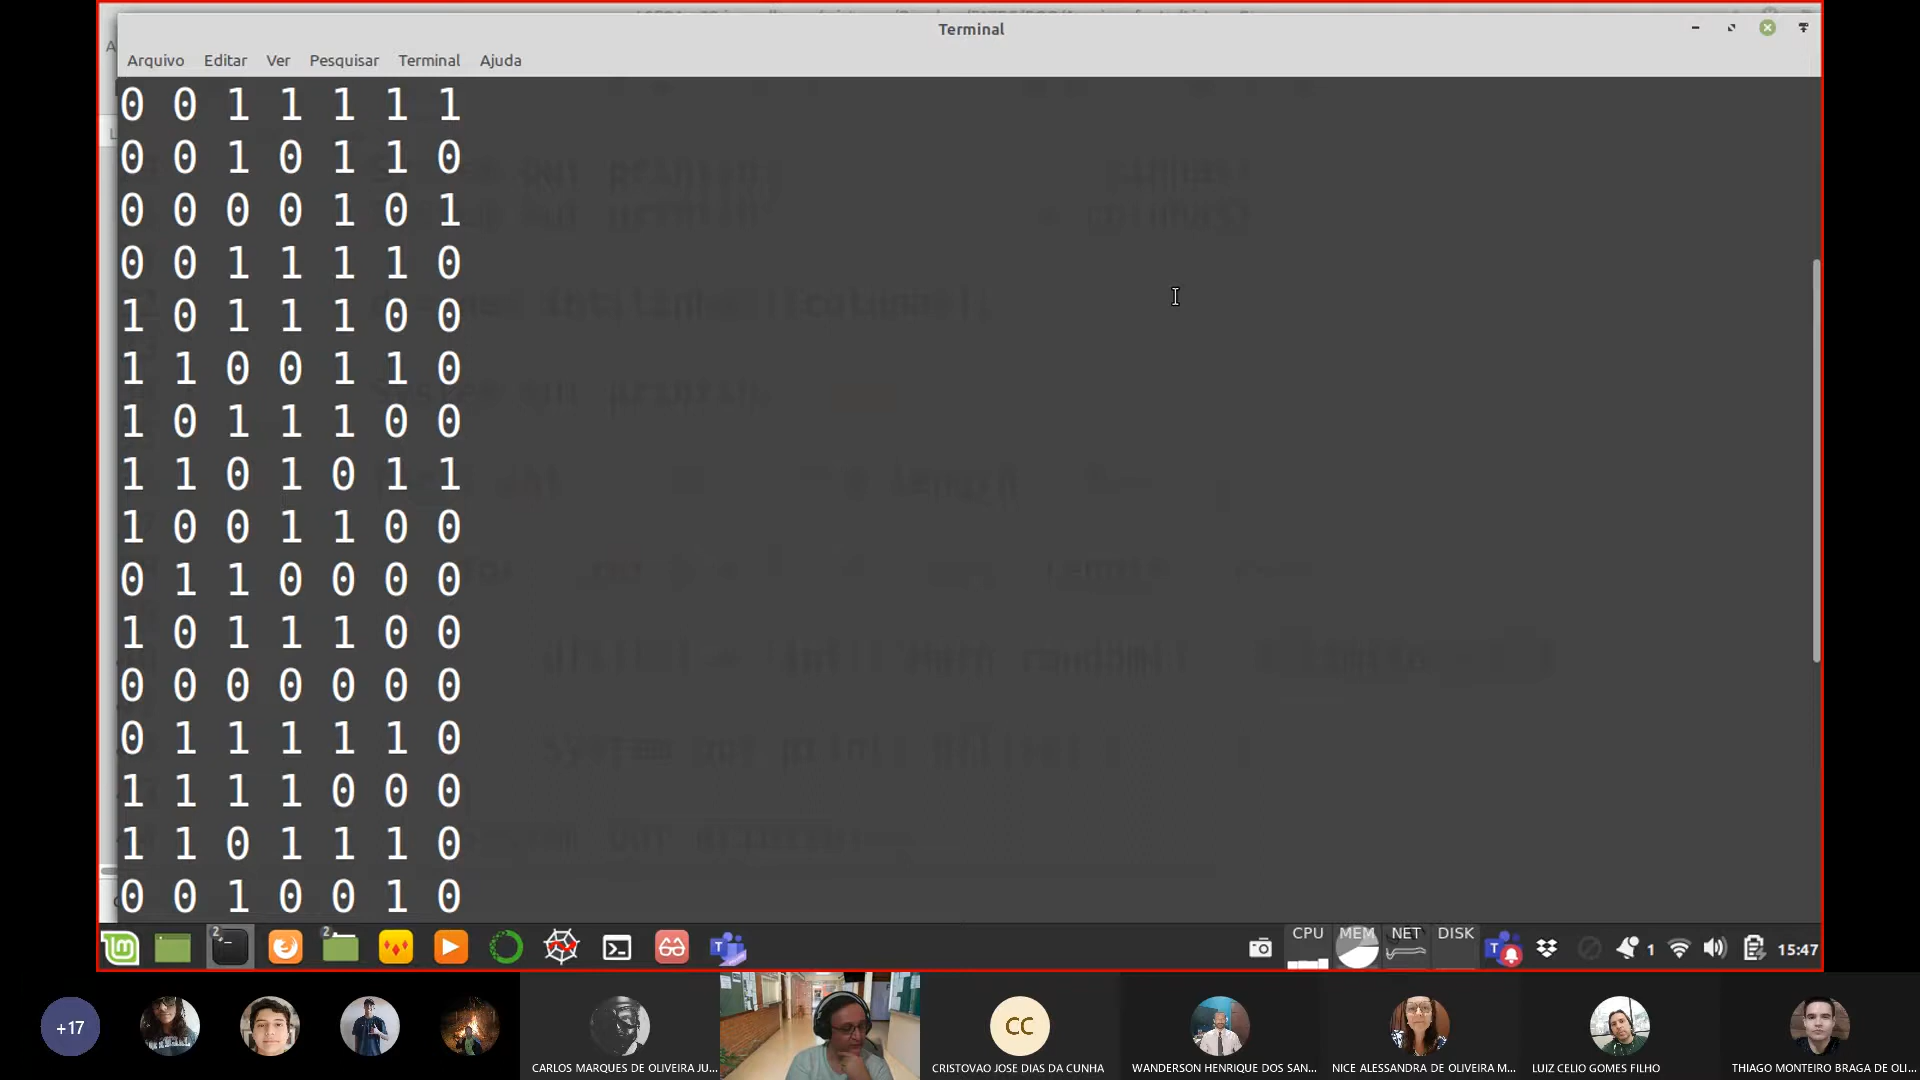 Terminal
Arquivo Editar Ver Pesquisar Terminal Ajuda
0 0 1 1 1 1 1
0 0 1 0 1 1 0
0 0 0 0 1 0 1
0 0 1 1 1 1 0
1 0 1 1 1 0 0
1 1 0 0 1 1 0
1 0 1 1 1 0 0
1 1 0 1 0 1 1
1 0 0 1 1 0 0
0 1 1 0 0 0 0
1 0 1 1 1 0 0
0 0 0 0 0 0 0
0 1 1 1 1 1 0
1 1 1 1 0 0 0
1 1 0 1 1 1 0
0 0 1 0 0 1 0
2 2 CPU MEM NET DISK 1 15:47
+17 CC
CARLOS MARQUES DE OLIVEIRA JU... CRISTOVAO JOSE DIAS DA CUNHA WANDERSON HENRIQUE DOS SAN... NICE ALESSANDRA DE OLIVEIRA M... LUIZ CELIO GOMES FILHO THIAGO MONTEIRO BRAGA DE OLI...